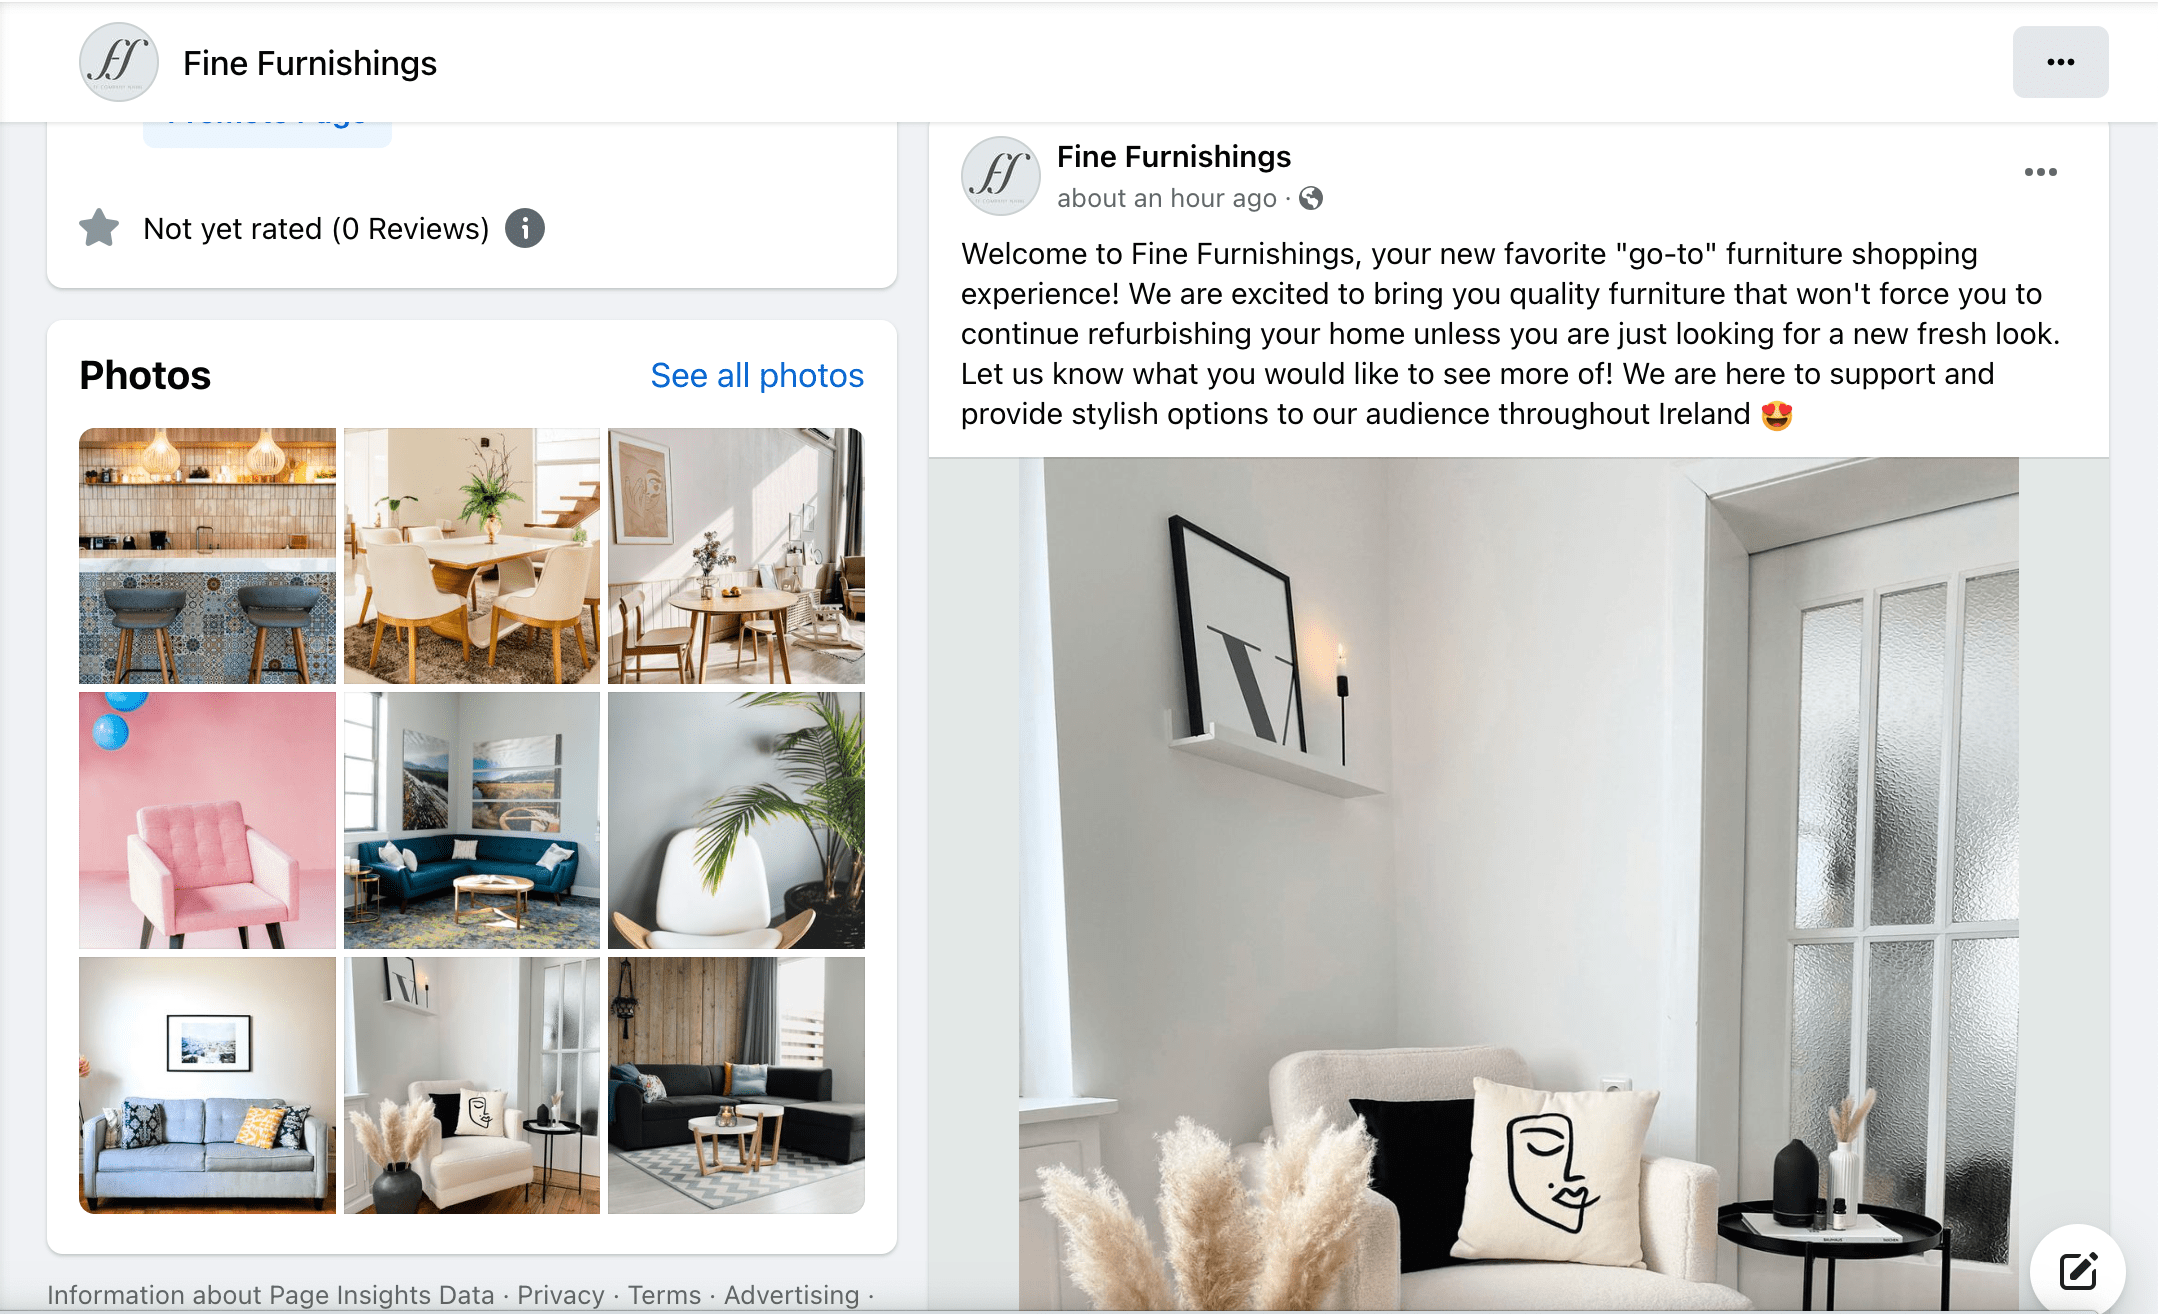 Fine Furnishings
Promote Page
Not yet rated (0 Reviews)
Photos
See all photos
Information about Page Insights Data · Privacy · Terms · Advertising ·
Fine Furnishings
about an hour ago ·
Welcome to Fine Furnishings, your new favorite "go-to" furniture shopping
experience! We are excited to bring you quality furniture that won't force you to
continue refurbishing your home unless you are just looking for a new fresh look.
Let us know what you would like to see more of! We are here to support and
provide stylish options to our audience throughout Ireland 😍